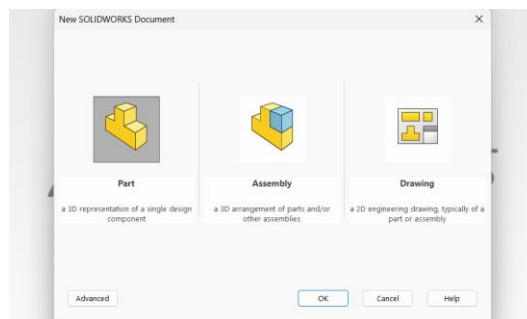 New SOLIDWORKS Document
Part
a 3D representation of a single design
component
Assembly
a 3D arrangement of parts and/or
other assemblies
Drawing
a 2D engineering drawing, typically of a
part or assembly
Advanced
OK
Cancel
Help